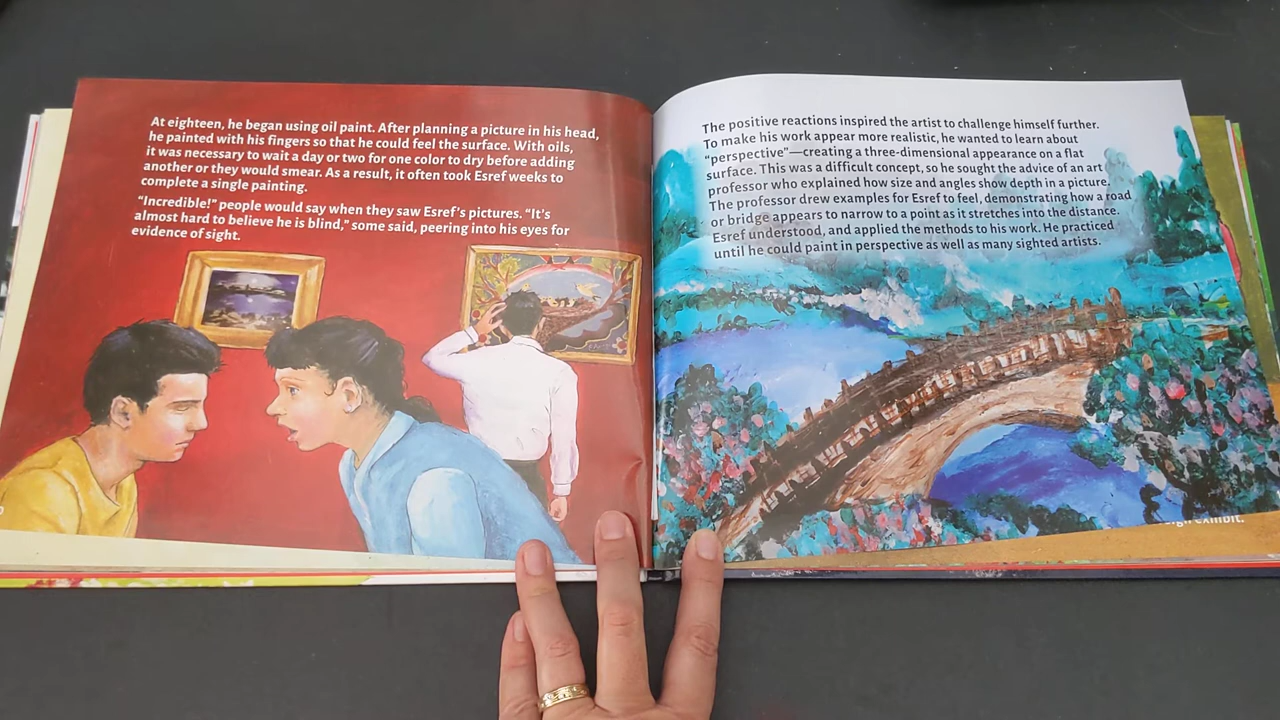 At eighteen, he began using oil paint. After planning a picture in his head,
he painted with his fingers so that he could feel the surface. With oils,
it was necessary to wait a day or two for one color to dry before adding
another or they would smear. As a result, it often took Esref weeks to
complete a single painting.
“Incredible!” people would say when they saw Esref’s pictures. “It’s
almost hard to believe he is blind,” some said, peering into his eyes for
evidence of sight.
The positive reactions inspired the artist to challenge himself further.
To make his work appear more realistic, he wanted to learn about
“perspective”—creating a three-dimensional appearance on a flat
surface. This was a difficult concept, so he sought the advice of an art
professor who explained how size and angles show depth in a picture.
The professor drew examples for Esref to feel, demonstrating how a road
or bridge appears to narrow to a point as it stretches into the distance.
Esref understood, and applied the methods to his work. He practiced
until he could paint in perspective as well as many sighted artists.
exhibit.